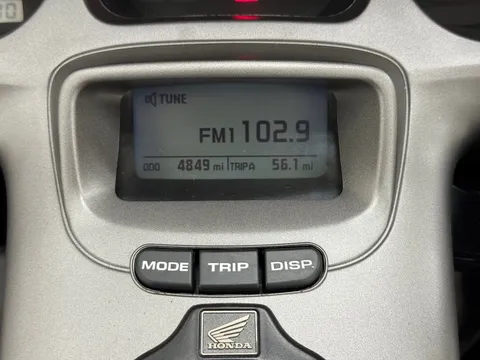 TUNE
FM1 102.9
ODO 4849 mi TRIP A 56.1 mi
MODE TRIP DISP.
HONDA